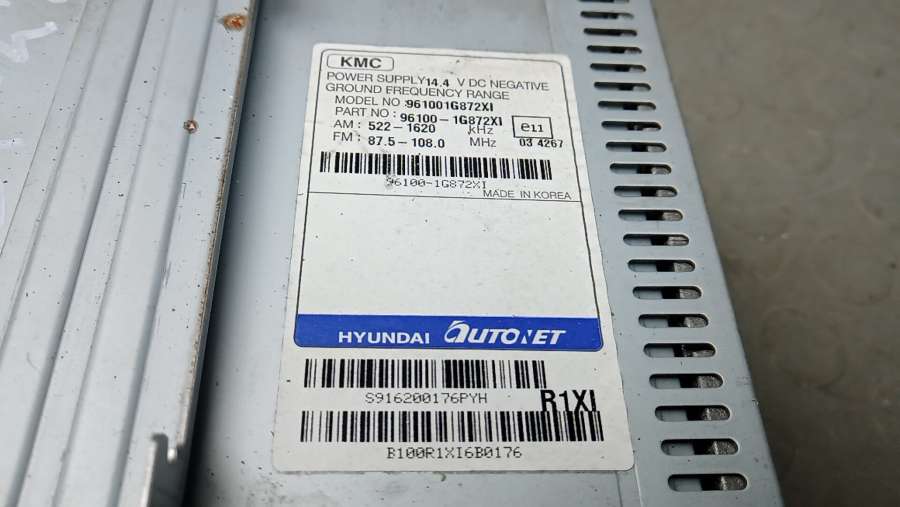 KMC
POWER SUPPLY 14.4 V DC NEGATIVE
GROUND FREQUENCY RANGE
MODEL NO :961001G872XI
PART NO : 96100-1G872XI
AM : 522-1620 kHz e11
FM : 87.5-108.0 MHz 03 4267
96100-1G872XI
MADE IN KOREA
HYUNDAI AUTONET
S916200176PYH
R1XI
B100R1XI6B0176